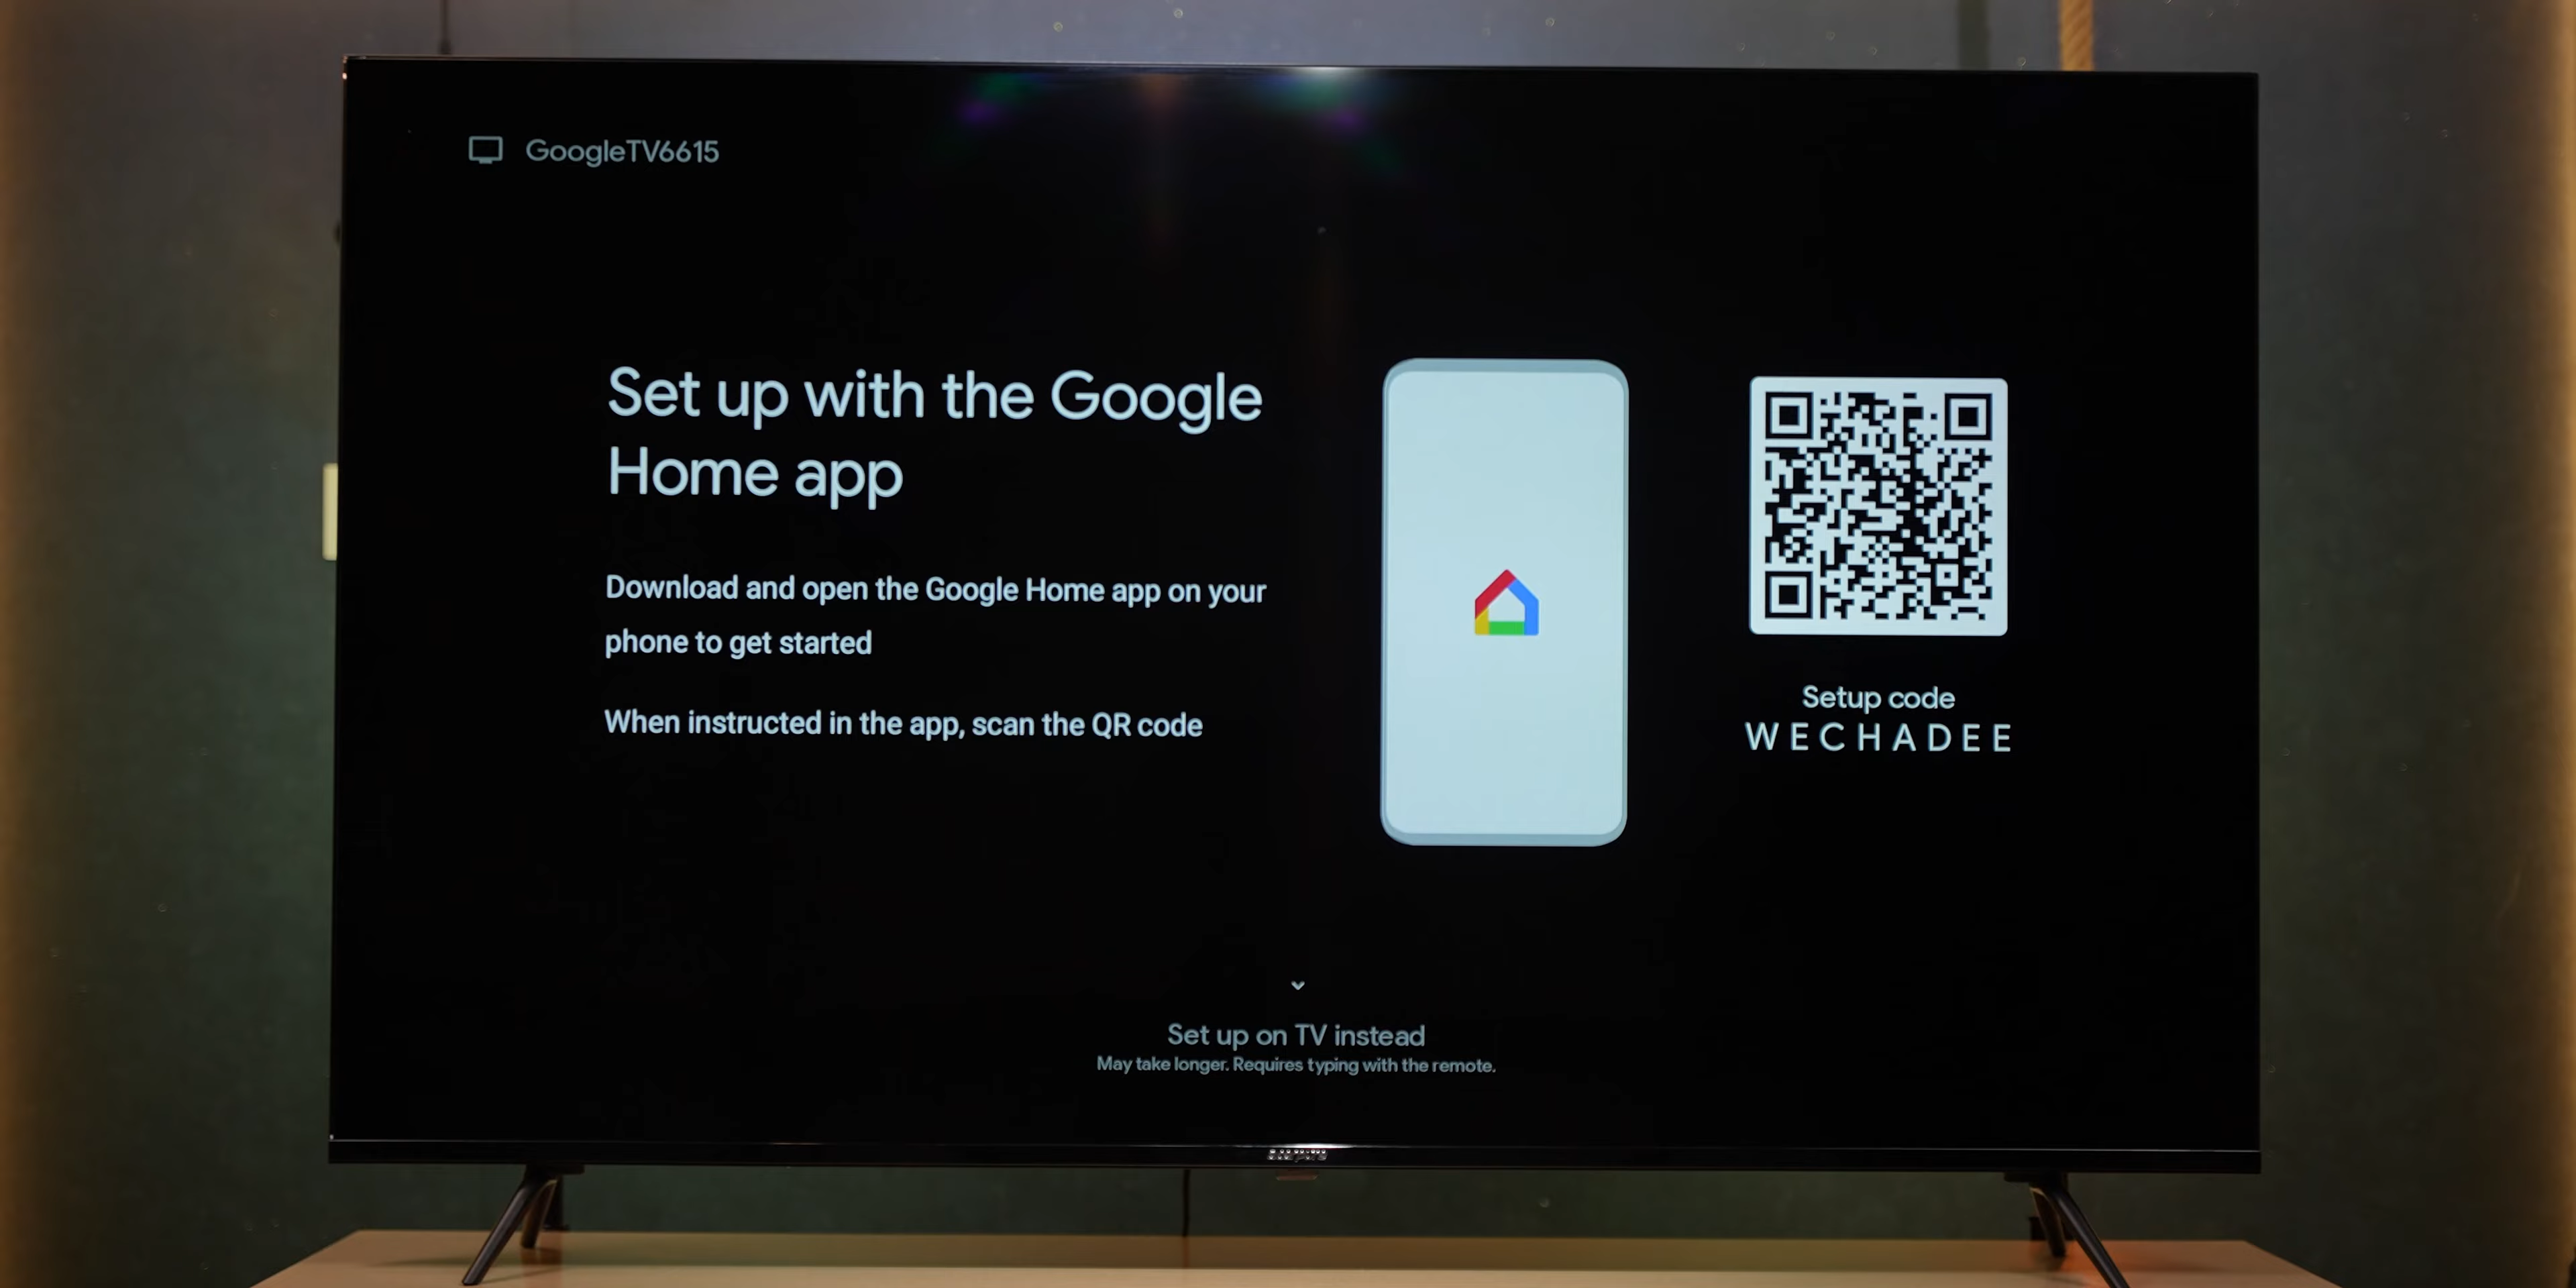 GoogleTV6615
Set up with the Google
Home app
Download and open the Google Home app on your
phone to get started
When instructed in the app, scan the QR code
Setup code
WECHADEE
Set up on TV instead
May take longer. Requires typing with the remote.